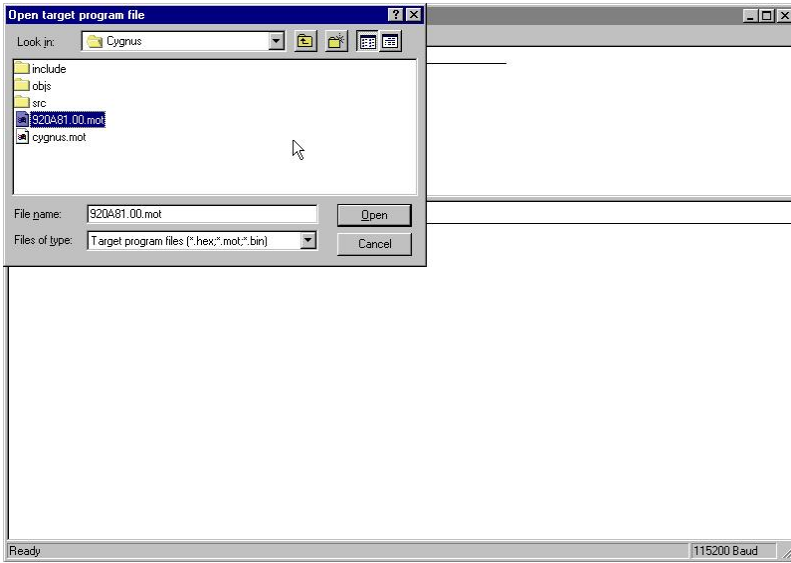 Open target program file
Look in: Cygnus
include
objs
src
920A81.00.mot
cygnus.mot
File name: 920A81.00.mot Open
Files of type: Target program files (*.hex;*.mot;*.bin) Cancel
Ready 115200 Baud